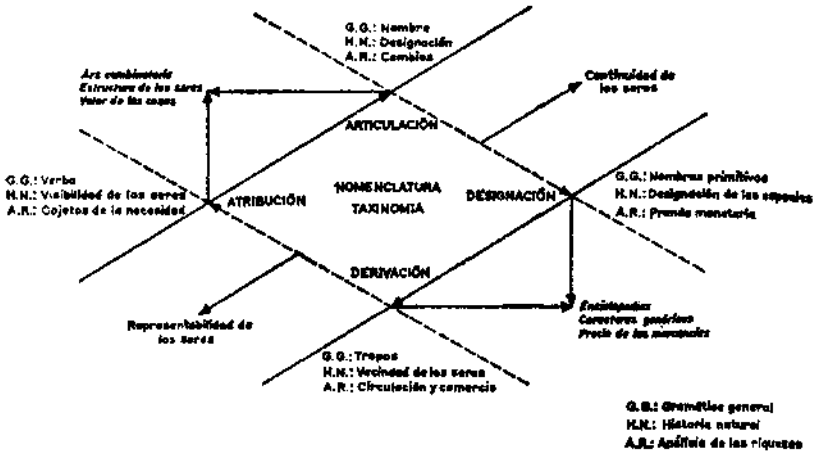 G.G.: Nombre
H.N.: Designación
A.R.: Cambios
Ars combinatoria
Estructura de los seres
Valor de las cosas
Continuidad de
los seres
ARTICULACIÓN
G.G.: Verbo
H.N.: Visibilidad de los seres
A.R.: Objetos de la necesidad
ATRIBUCIÓN
NOMENCLATURA
TAXINOMIA
DESIGNACIÓN
G.G.: Nombres primitivos
H.N.: Designación de las especies
A.R.: Prenda monetaria
DERIVACIÓN
Representabilidad de
los seres
Enciclopedias
Caracteres genéricos
Precio de las mercancías
G.G.: Tropos
H.N.: Vecindad de los seres
A.R.: Circulación y comercio
G.G.: Gramática general
H.N.: Historia natural
A.R.: Análisis de las riquezas